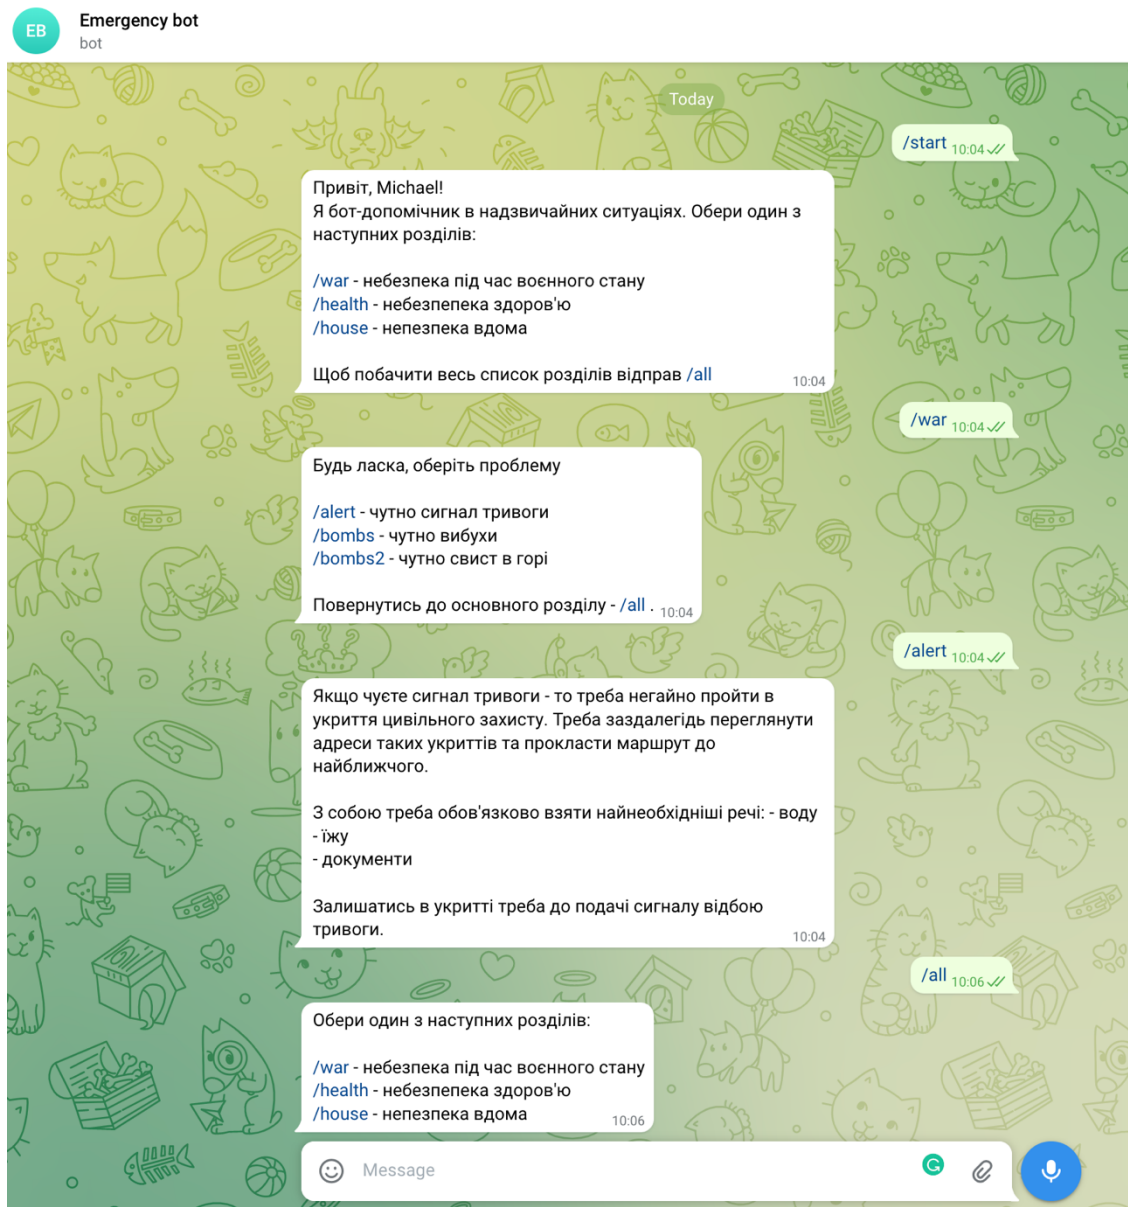 EB
Emergency bot
bot
Today
/start 10:04
Привіт, Michael!
Я бот-допомічник в надзвичайних ситуаціях. Обери один з
наступних розділів:
/war - небезпека під час воєнного стану
/health - небезпепека здоров'ю
/house - непезпека вдома
Щоб побачити весь список розділів відправ /all 10:04
/war 10:04
Будь ласка, оберіть проблему
/alert - чутно сигнал тривоги
/bombs - чутно вибухи
/bombs2 - чутно свист в горі
Повернутись до основного розділу - /all . 10:04
/alert 10:04
Якщо чуєте сигнал тривоги - то треба негайно пройти в
укриття цивільного захисту. Треба заздалегідь переглянути
адреси таких укриттів та прокласти маршрут до
найближчого.
З собою треба обов'язково взяти найнеобхідніші речі: - воду
- їжу
- документи
Залишатись в укритті треба до подачі сигналу відбою
тривоги. 10:04
/all 10:06
Обери один з наступних розділів:
/war - небезпека під час воєнного стану
/health - небезпепека здоров'ю
/house - непезпека вдома 10:06
Message